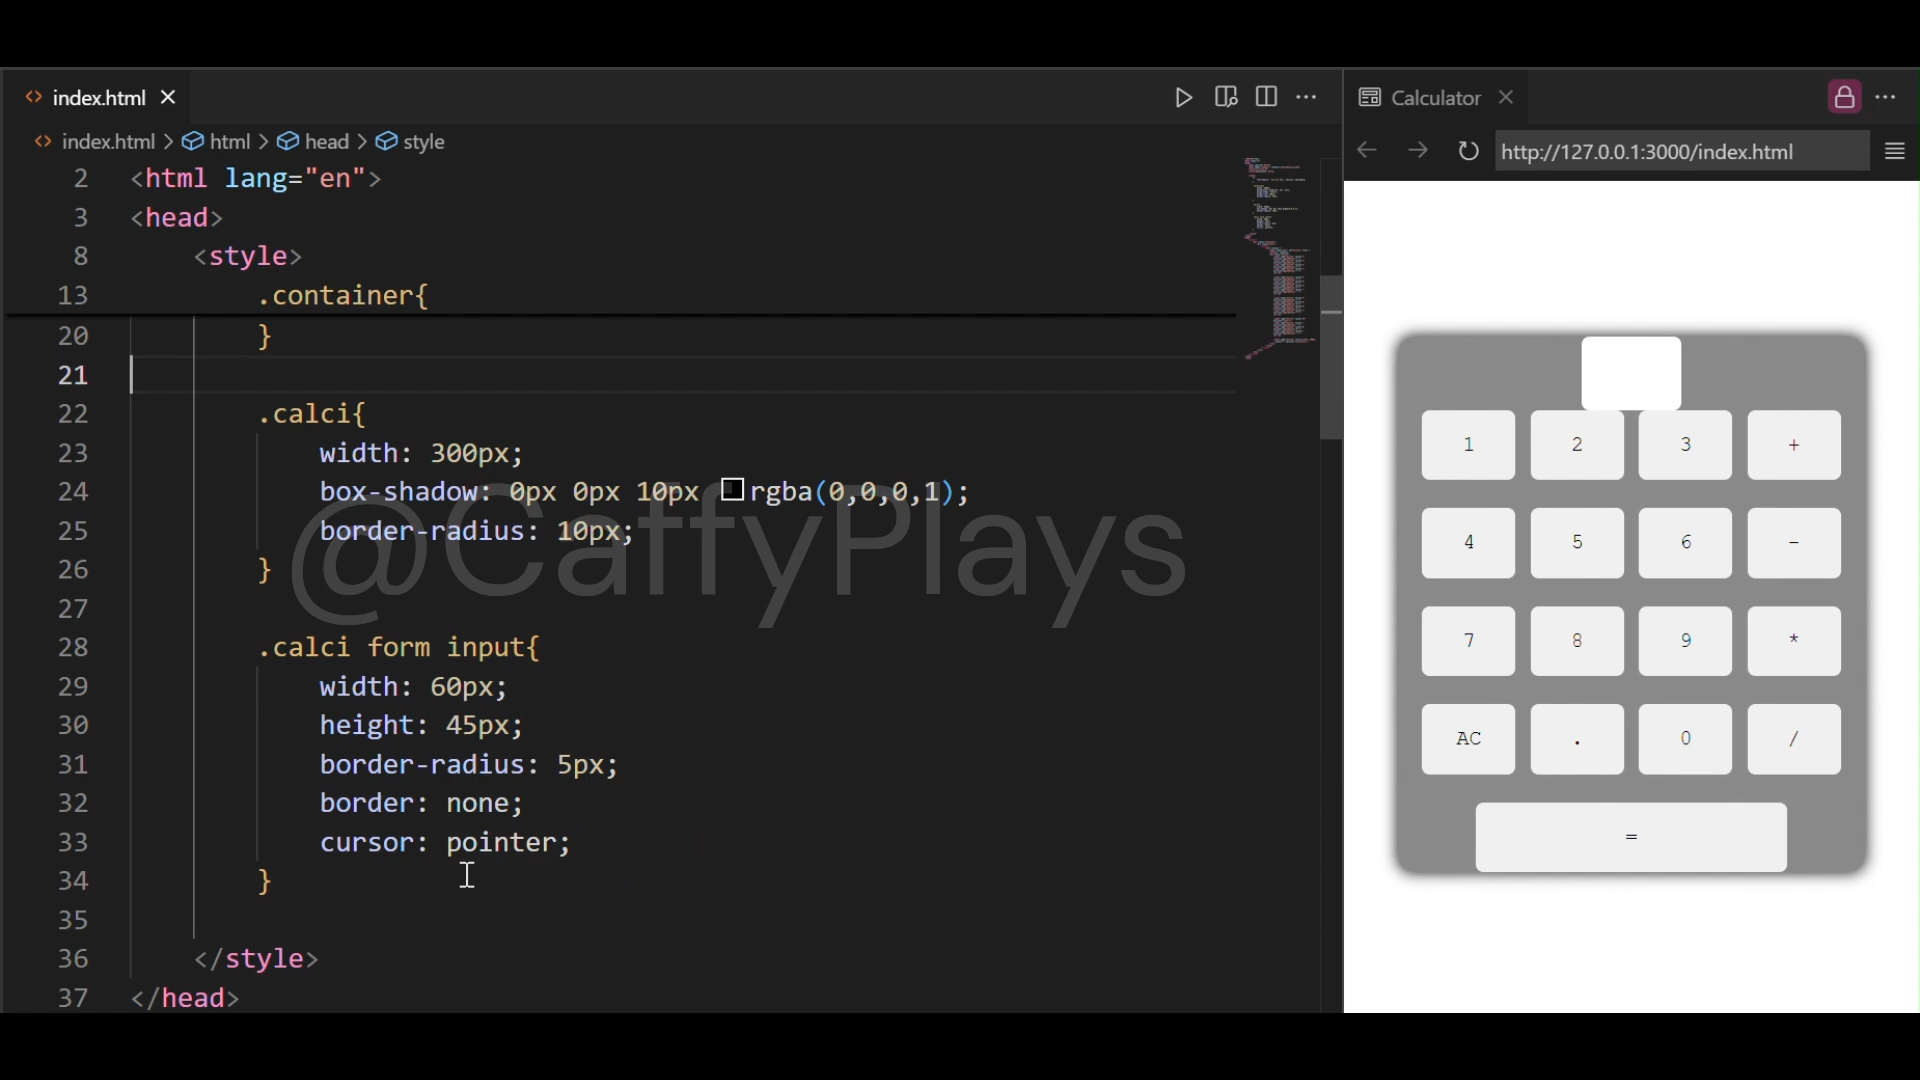 index.html
Calculator
index.html > html > head > style
http://127.0.0.1:3000/index.html
2 <html lang="en">
3 <head>
8 <style>
13 .container{
20 }
21
22 .calci{
23 width: 300px;
24 box-shadow: 0px 0px 10px rgba(0,0,0,1);
25 border-radius: 10px;
26 }
27
28 .calci form input{
29 width: 60px;
30 height: 45px;
31 border-radius: 5px;
32 border: none;
33 cursor: pointer;
34 }
35
36 </style>
37 </head>
@CaffyPlays
1 2 3 +
4 5 6 -
7 8 9 *
AC . 0 /
=